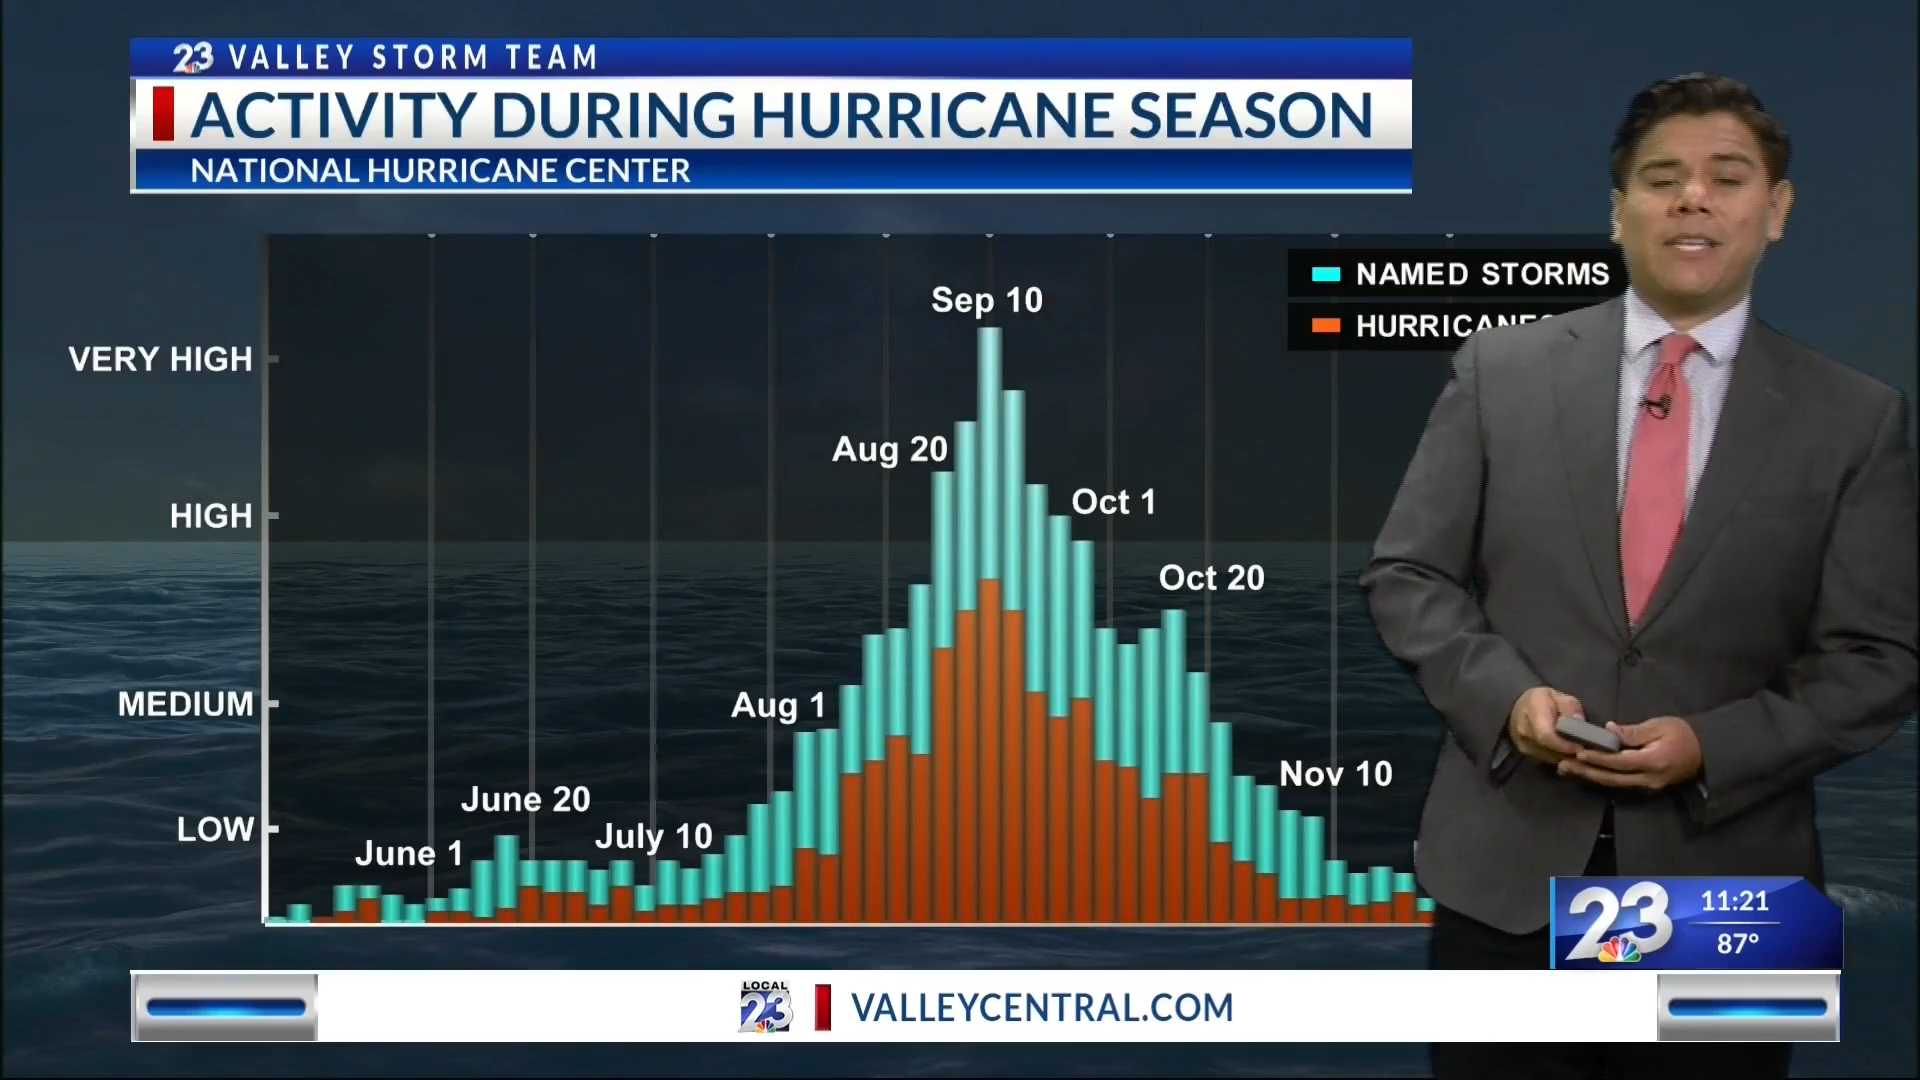 23 VALLEY STORM TEAM
ACTIVITY DURING HURRICANE SEASON
NATIONAL HURRICANE CENTER
NAMED STORMS
HURRICANES
Sep 10
VERY HIGH
Aug 20
Oct 1
HIGH
Oct 20
MEDIUM
Aug 1
Nov 10
June 20
LOW
July 10
June 1
23
11:21
87°
LOCAL
23
VALLEYCENTRAL.COM